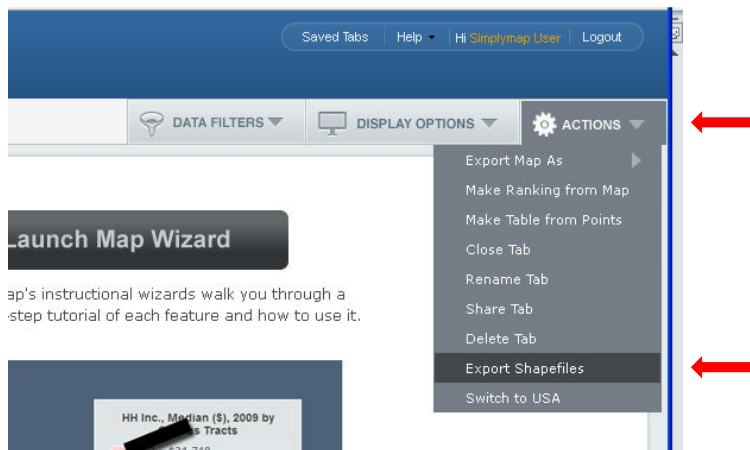 Saved Tabs Help Hi Simplymap User Logout
DATA FILTERS DISPLAY OPTIONS ACTIONS
Export Map As
Make Ranking from Map
Make Table from Points
Close Tab
Rename Tab
Share Tab
Delete Tab
Export Shapefiles
Switch to USA
Launch Map Wizard
ap's instructional wizards walk you through a
-step tutorial of each feature and how to use it.
HH Inc., Median ($), 2009 by
Tracts